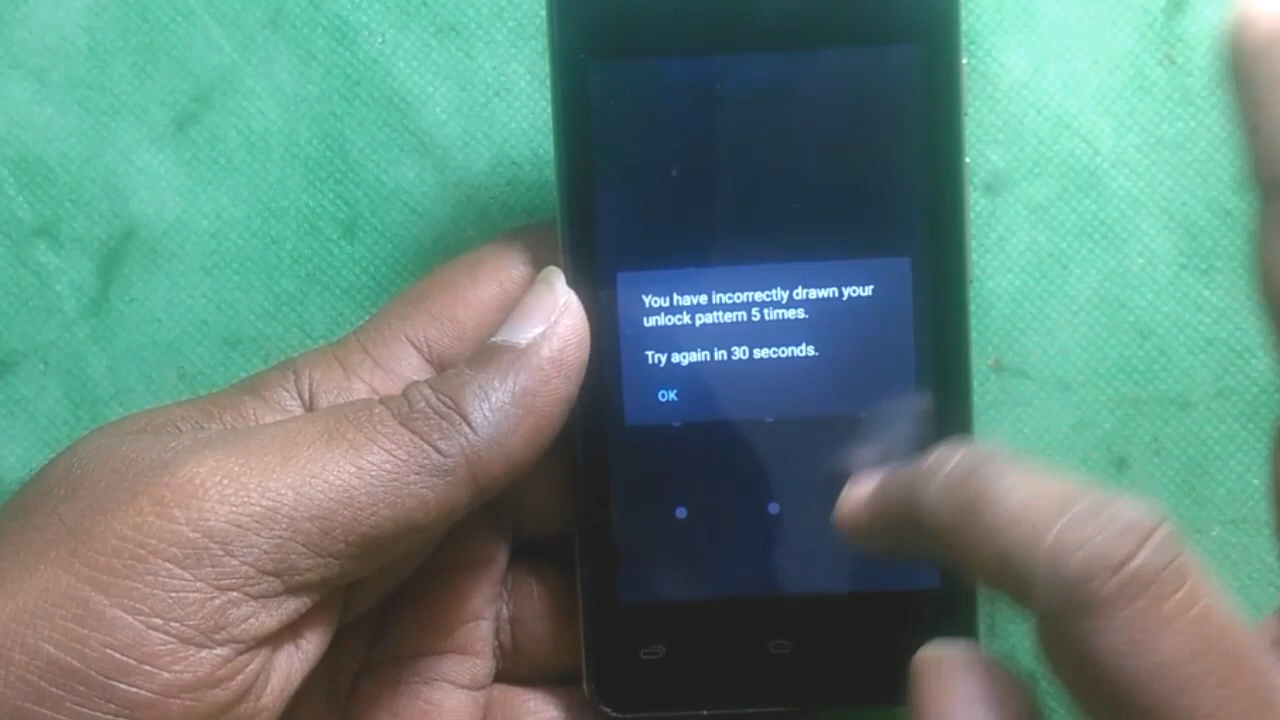 You have incorrectly drawn your
unlock pattern 5 times.
Try again in 30 seconds.
OK